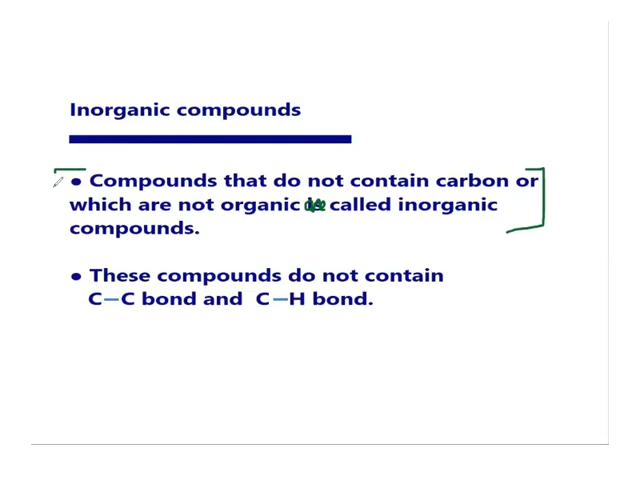 Inorganic compounds
● Compounds that do not contain carbon or
which are not organic are called inorganic
compounds.
● These compounds do not contain
C–C bond and C–H bond.